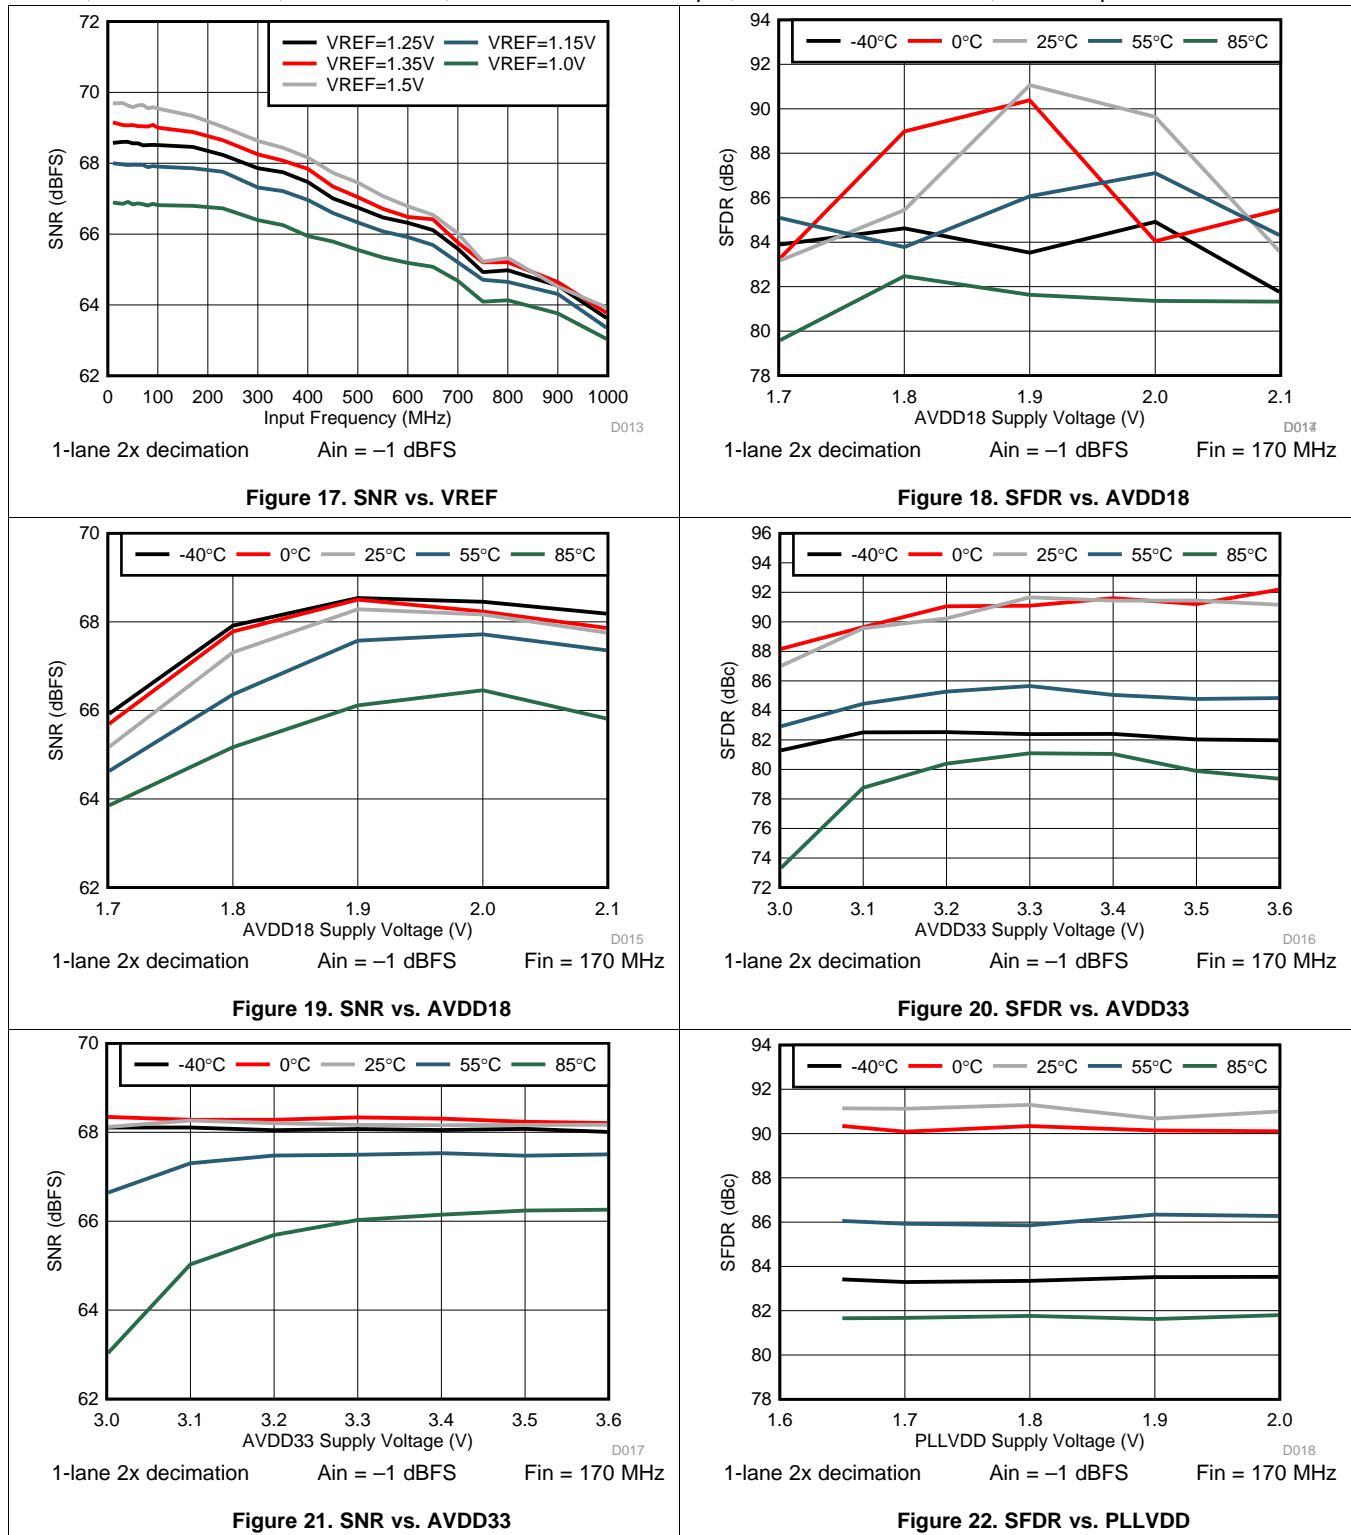 72
70
68
66
64
62
SNR (dBFS)
VREF=1.25V
VREF=1.15V
VREF=1.35V
VREF=1.0V
VREF=1.5V
0 100 200 300 400 500 600 700 800 900 1000
Input Frequency (MHz)
D013
1-lane 2x decimation Ain = –1 dBFS
Figure 17. SNR vs. VREF
94
92
90
88
86
84
82
80
78
SFDR (dBc)
-40°C 0°C 25°C 55°C 85°C
1.7 1.8 1.9 2.0 2.1
AVDD18 Supply Voltage (V)
1-lane 2x decimation Ain = –1 dBFS Fin = 170 MHz
Figure 18. SFDR vs. AVDD18
70
68
66
64
62
SNR (dBFS)
-40°C 0°C 25°C 55°C 85°C
1.7 1.8 1.9 2.0 2.1
AVDD18 Supply Voltage (V)
D015
1-lane 2x decimation Ain = –1 dBFS Fin = 170 MHz
Figure 19. SNR vs. AVDD18
96
94
92
90
88
86
84
82
80
78
76
74
72
SFDR (dBc)
-40°C 0°C 25°C 55°C 85°C
3.0 3.1 3.2 3.3 3.4 3.5 3.6
AVDD33 Supply Voltage (V)
D016
1-lane 2x decimation Ain = –1 dBFS Fin = 170 MHz
Figure 20. SFDR vs. AVDD33
70
68
66
64
62
SNR (dBFS)
-40°C 0°C 25°C 55°C 85°C
3.0 3.1 3.2 3.3 3.4 3.5 3.6
AVDD33 Supply Voltage (V)
D017
1-lane 2x decimation Ain = –1 dBFS Fin = 170 MHz
Figure 21. SNR vs. AVDD33
94
92
90
88
86
84
82
80
78
SFDR (dBc)
-40°C 0°C 25°C 55°C 85°C
1.6 1.7 1.8 1.9 2.0
PLLVDD Supply Voltage (V)
D018
1-lane 2x decimation Ain = –1 dBFS Fin = 170 MHz
Figure 22. SFDR vs. PLLVDD